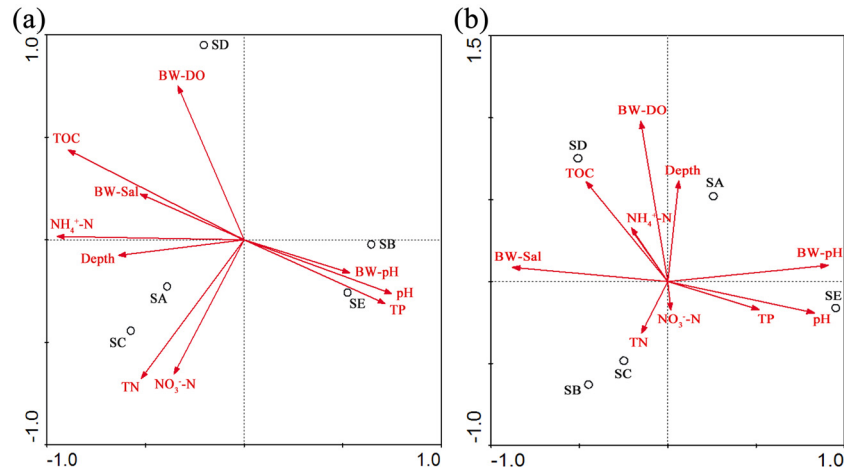 (a)
1.0
SD
BW-DO
TOC
BW-Sal
NH₄⁺-N
SB
Depth
BW-pH
pH
SA
SE
TP
SC
TN
NO₃⁻-N
-1.0
-1.0
1.0
(b)
1.5
BW-DO
SD
TOC
Depth
SA
NH₄⁺-N
BW-Sal
BW-pH
SE
NO₃⁻-N
TP
pH
TN
SC
SB
-1.0
-1.0
1.0